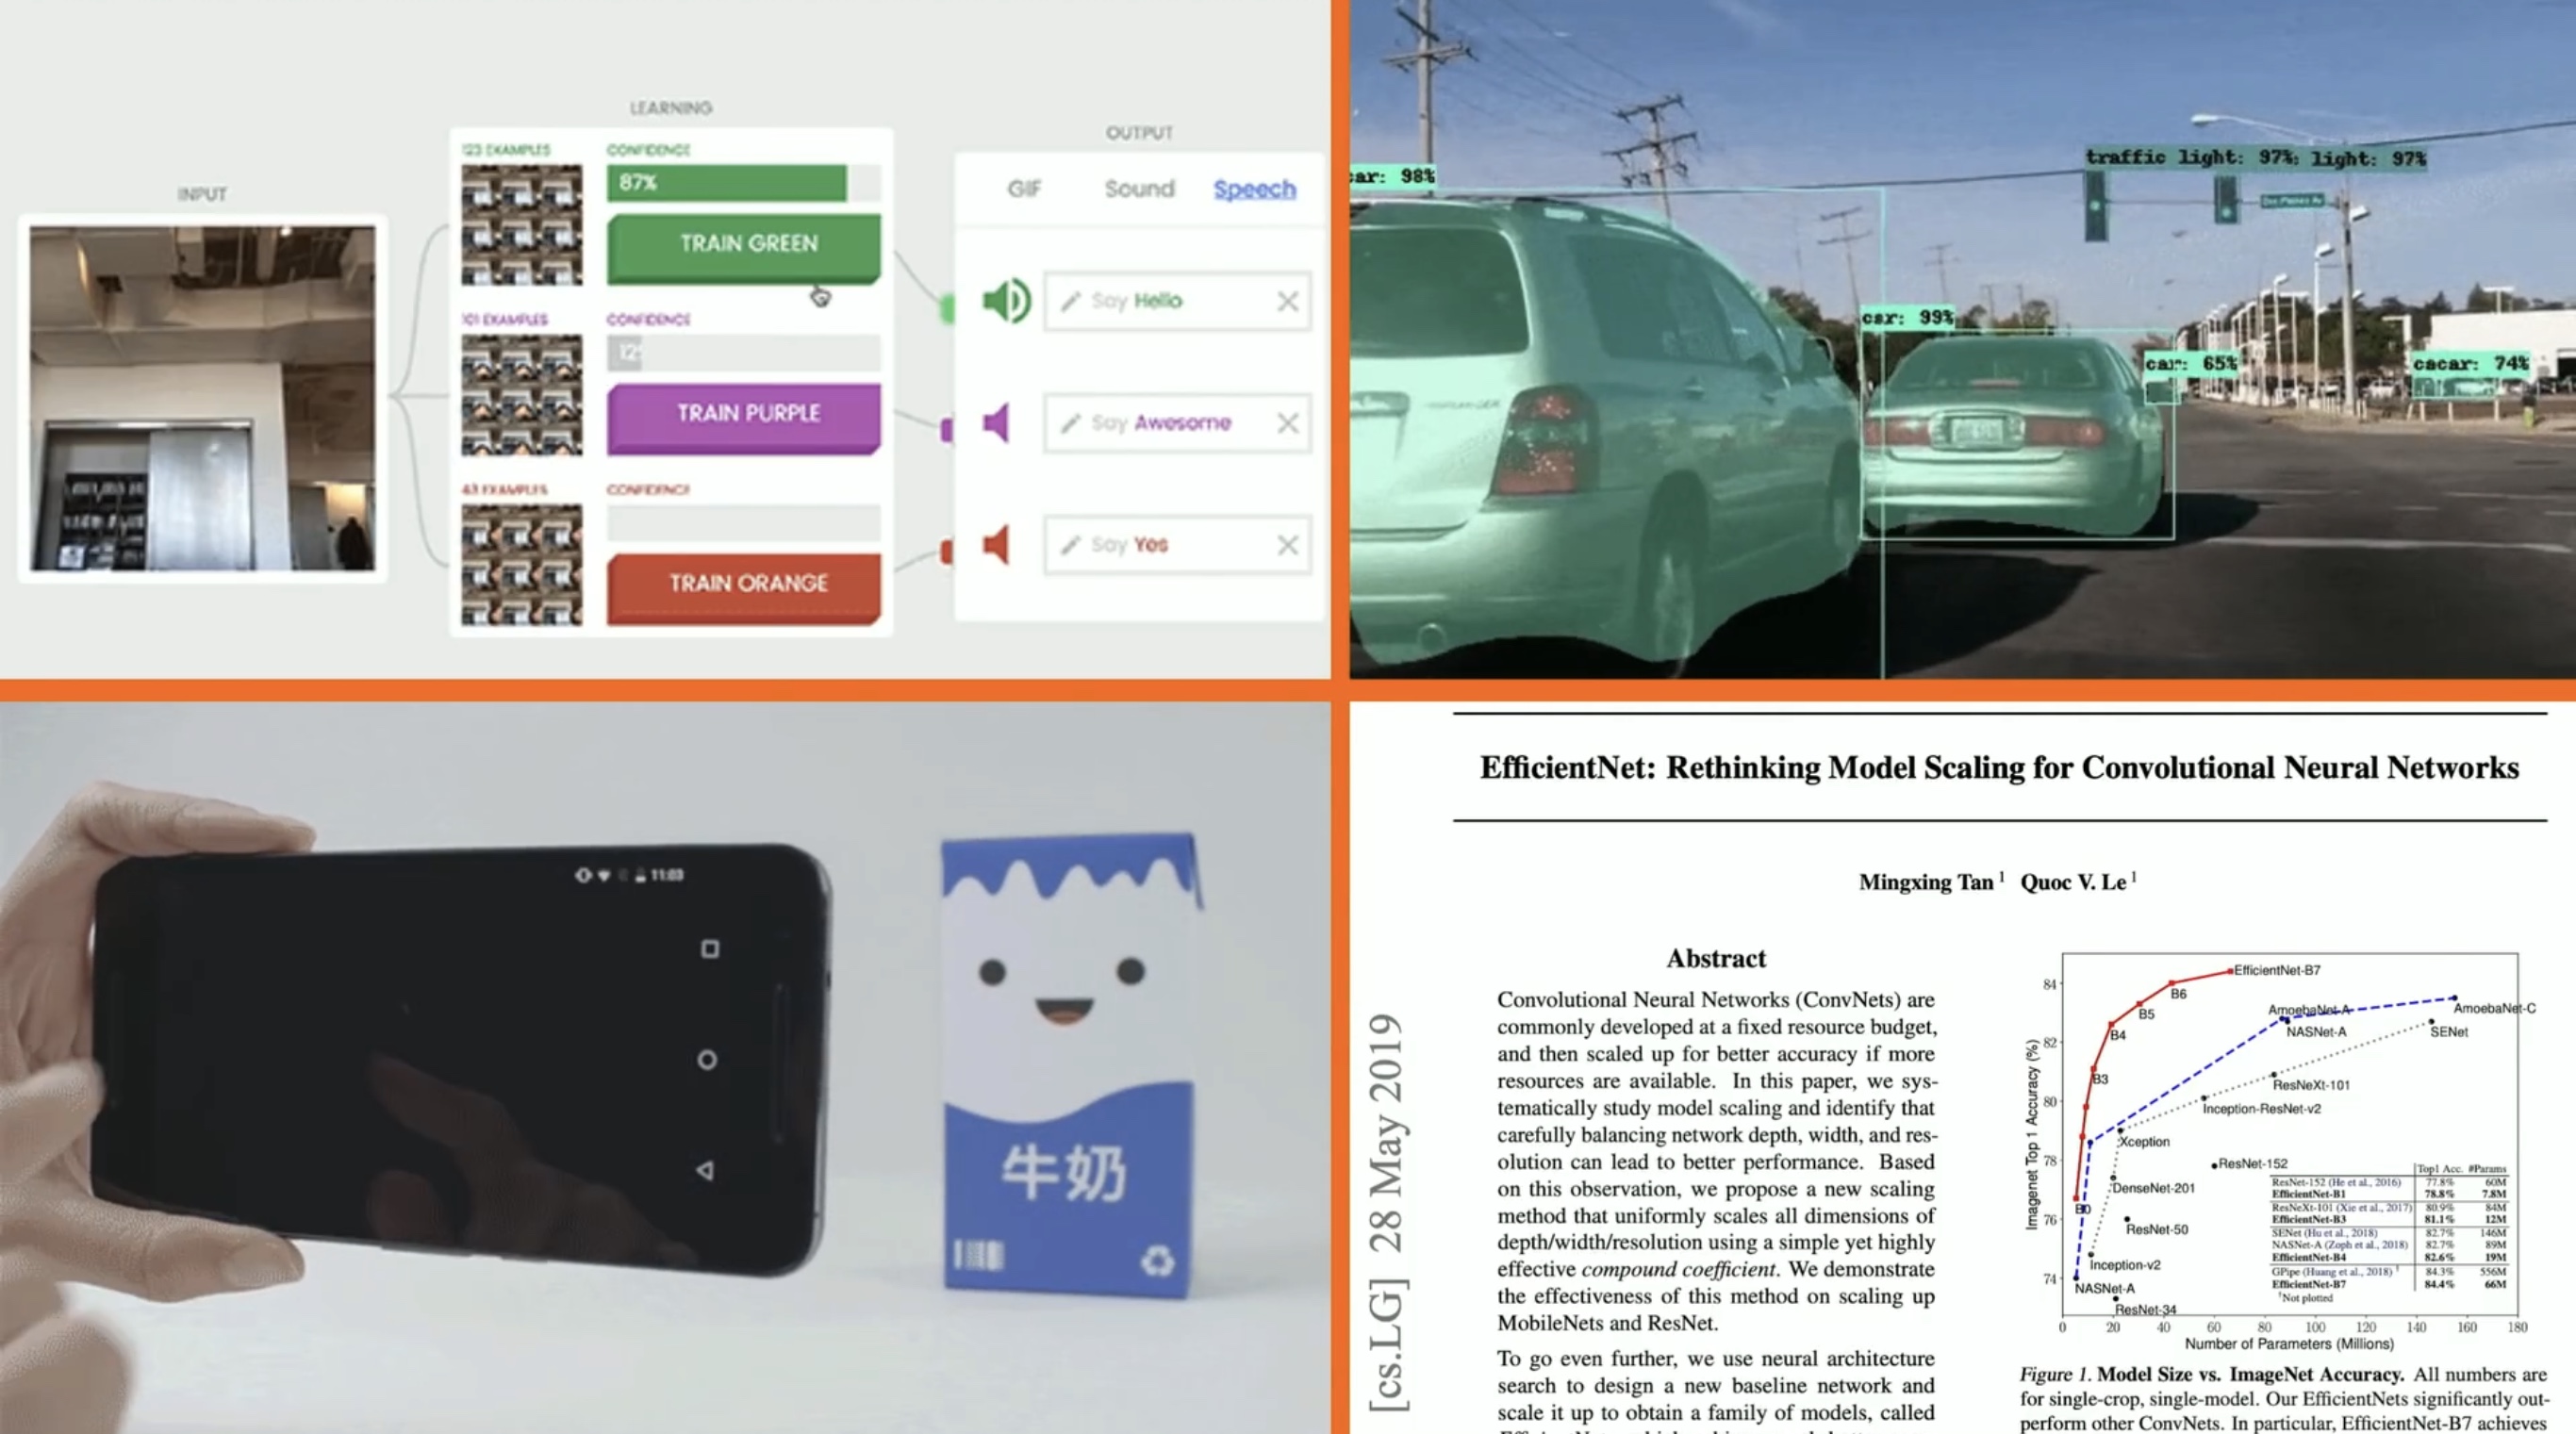 INPUT
LEARNING
123 EXAMPLES
CONFIDENCE
87%
TRAIN GREEN
101 EXAMPLES
CONFIDENCE
12
TRAIN PURPLE
43 EXAMPLES
CONFIDENCE
TRAIN ORANGE
OUTPUT
GIF Sound Speech
Say Hello
Say Awesome
Say Yes
car: 98%
traffic light: 97%: light: 97%
car: 99%
car: 65%
cacar: 74%
11:03
牛奶
EfficientNet: Rethinking Model Scaling for Convolutional Neural Networks
Mingxing Tan 1 Quoc V. Le 1
[cs.LG] 28 May 2019
Abstract
Convolutional Neural Networks (ConvNets) are
commonly developed at a fixed resource budget,
and then scaled up for better accuracy if more
resources are available. In this paper, we sys-
tematically study model scaling and identify that
carefully balancing network depth, width, and res-
olution can lead to better performance. Based
on this observation, we propose a new scaling
method that uniformly scales all dimensions of
depth/width/resolution using a simple yet highly
effective compound coefficient. We demonstrate
the effectiveness of this method on scaling up
MobileNets and ResNet.
To go even further, we use neural architecture
search to design a new baseline network and
scale it up to obtain a family of models, called
Imagenet Top 1 Accuracy (%)
84
82
80
78
76
74
EfficientNet-B7
B6
B5
B4
B3
B0
AmoebaNet-A
AmoebaNet-C
NASNet-A
SENet
ResNeXt-101
Inception-ResNet-v2
Xception
ResNet-152
DenseNet-201
ResNet-50
Inception-v2
NASNet-A
ResNet-34
Top1 Acc. #Params
ResNet-152 (He et al., 2016) 77.8% 60M
EfficientNet-B1 78.8% 7.8M
ResNeXt-101 (Xie et al., 2017) 80.9% 84M
EfficientNet-B3 81.1% 12M
SENet (Hu et al., 2018) 82.7% 146M
NASNet-A (Zoph et al., 2018) 82.7% 89M
EfficientNet-B4 82.6% 19M
GPipe (Huang et al., 2018) † 84.3% 556M
EfficientNet-B7 84.4% 66M
†Not plotted
0 20 40 60 80 100 120 140 160 180
Number of Parameters (Millions)
Figure 1. Model Size vs. ImageNet Accuracy. All numbers are
for single-crop, single-model. Our EfficientNets significantly out-
perform other ConvNets. In particular, EfficientNet-B7 achieves